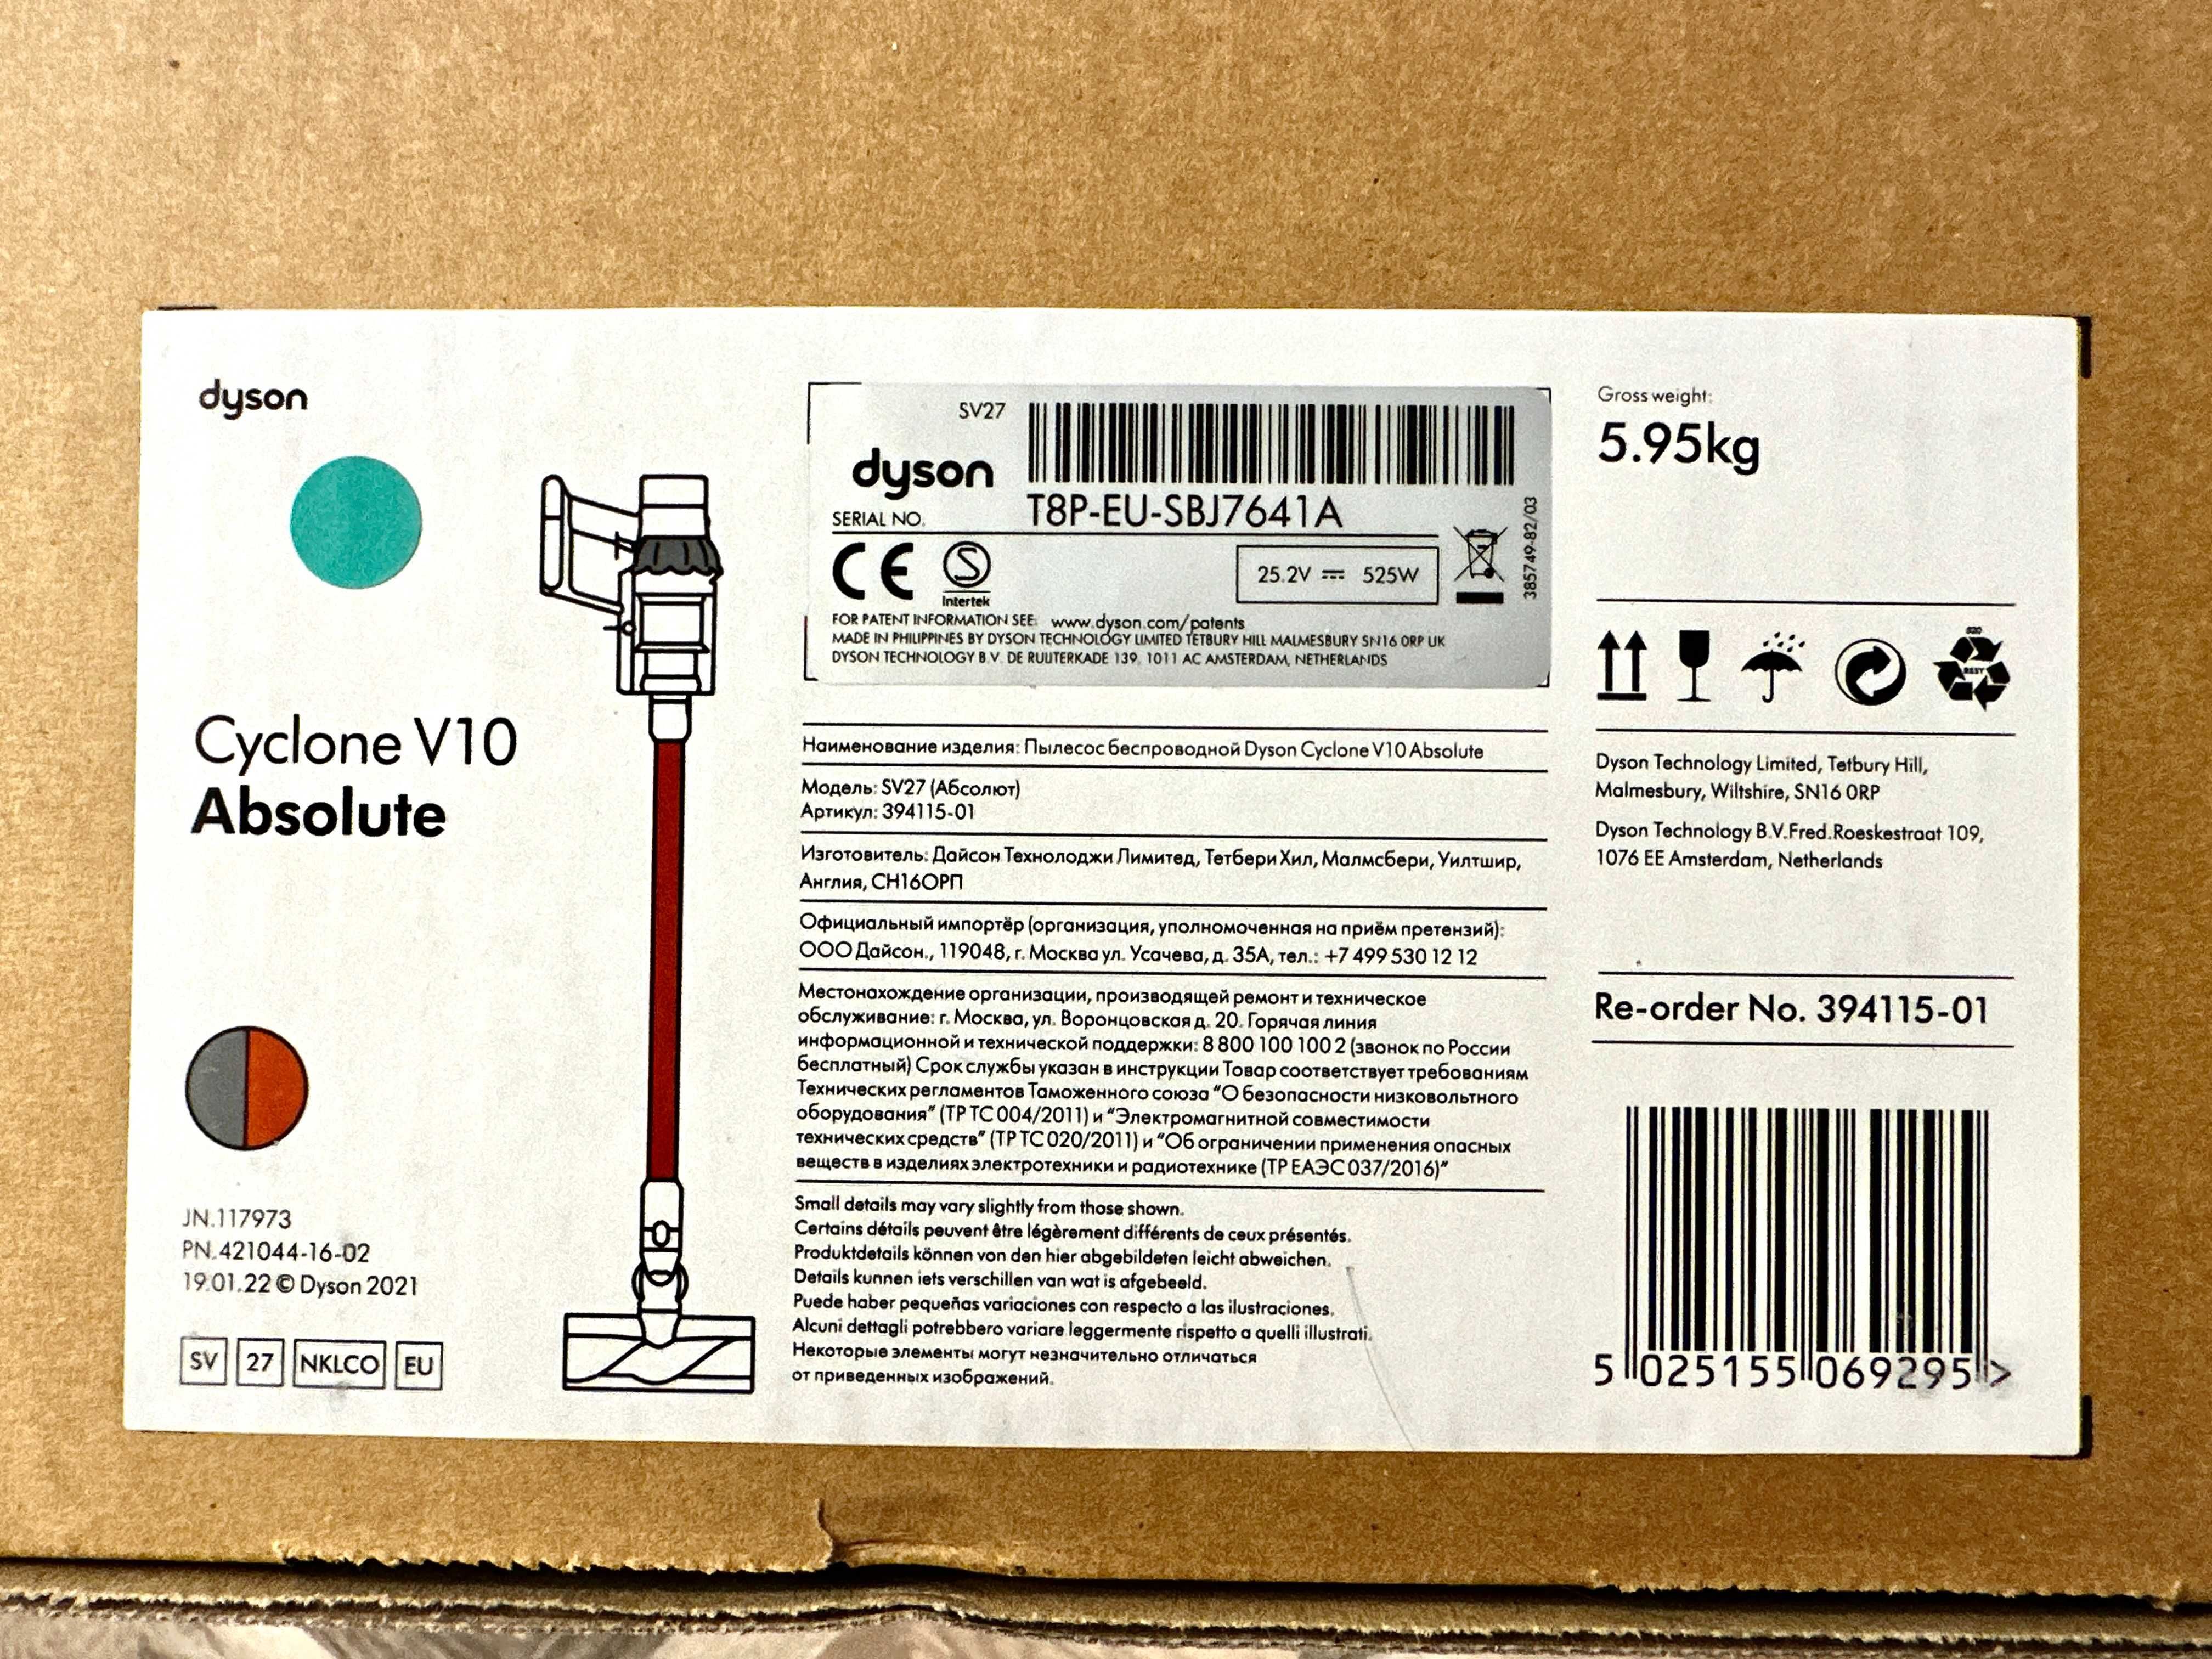 dyson
Cyclone V10
Absolute
JN.117973
PN.421044-16-02
19.01.22 © Dyson 2021
SV 27 NKLCO EU
SV27
dyson
SERIAL NO.
T8P-EU-SBJ7641A
CE
S
Intertek
25.2V 525W
385749-82/03
FOR PATENT INFORMATION SEE: www.dyson.com/patents
MADE IN PHILIPPINES BY DYSON TECHNOLOGY LIMITED TETBURY HILL MALMESBURY SN16 0RP UK
DYSON TECHNOLOGY B.V. DE RUIJTERKADE 139, 1011 AC AMSTERDAM, NETHERLANDS
Наименование изделия: Пылесос беспроводной Dyson Cyclone V10 Absolute
Модель: SV27 (Абсолют)
Артикул: 394115-01
Изготовитель: Дайсон Технолоджи Лимитед, Тетбери Хил, Малмсбери, Уилтшир,
Англия, СН16ОРП
Официальный импортёр (организация, уполномоченная на приём претензий):
ООО Дайсон., 119048, г. Москва ул. Усачева, д. 35А, тел.: +7 499 530 12 12
Местонахождение организации, производящей ремонт и техническое
обслуживание: г. Москва, ул. Воронцовская д. 20. Горячая линия
информационной и технической поддержки: 8 800 100 100 2 (звонок по России
бесплатный) Срок службы указан в инструкции Товар соответствует требованиям
Технических регламентов Таможенного союза "О безопасности низковольтного
оборудования" (ТР ТС 004/2011) и "Электромагнитной совместимости
технических средств" (ТР ТС 020/2011) и "Об ограничении применения опасных
веществ в изделиях электротехники и радиотехнике (ТР ЕАЭС 037/2016)"
Small details may vary slightly from those shown.
Certains détails peuvent être légèrement différents de ceux présentés.
Produktdetails können von den hier abgebildeten leicht abweichen.
Details kunnen iets verschillen van wat is afgebeeld.
Puede haber pequeñas variaciones con respecto a las ilustraciones.
Alcuni dettagli potrebbero variare leggermente rispetto a quelli illustrati.
Некоторые элементы могут незначительно отличаться
от приведенных изображений.
Gross weight:
5.95kg
RESY
Dyson Technology Limited, Tetbury Hill,
Malmesbury, Wiltshire, SN16 0RP
Dyson Technology B.V.Fred.Roeskestraat 109,
1076 EE Amsterdam, Netherlands
Re-order No. 394115-01
5 025155 069295 >